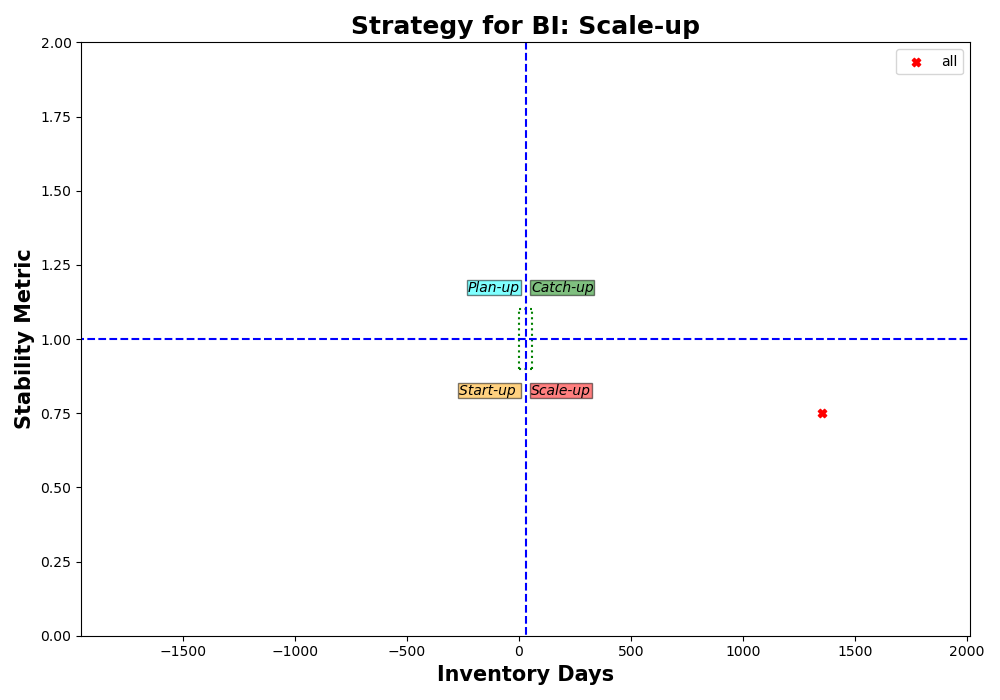 Strategy for BI: Scale-up
all
Stability Metric
2.00
1.75
1.50
1.25
1.00
0.75
0.50
0.25
0.00
Plan-up
Catch-up
Start-up
Scale-up
−1500
−1000
−500
0
500
1000
1500
2000
Inventory Days